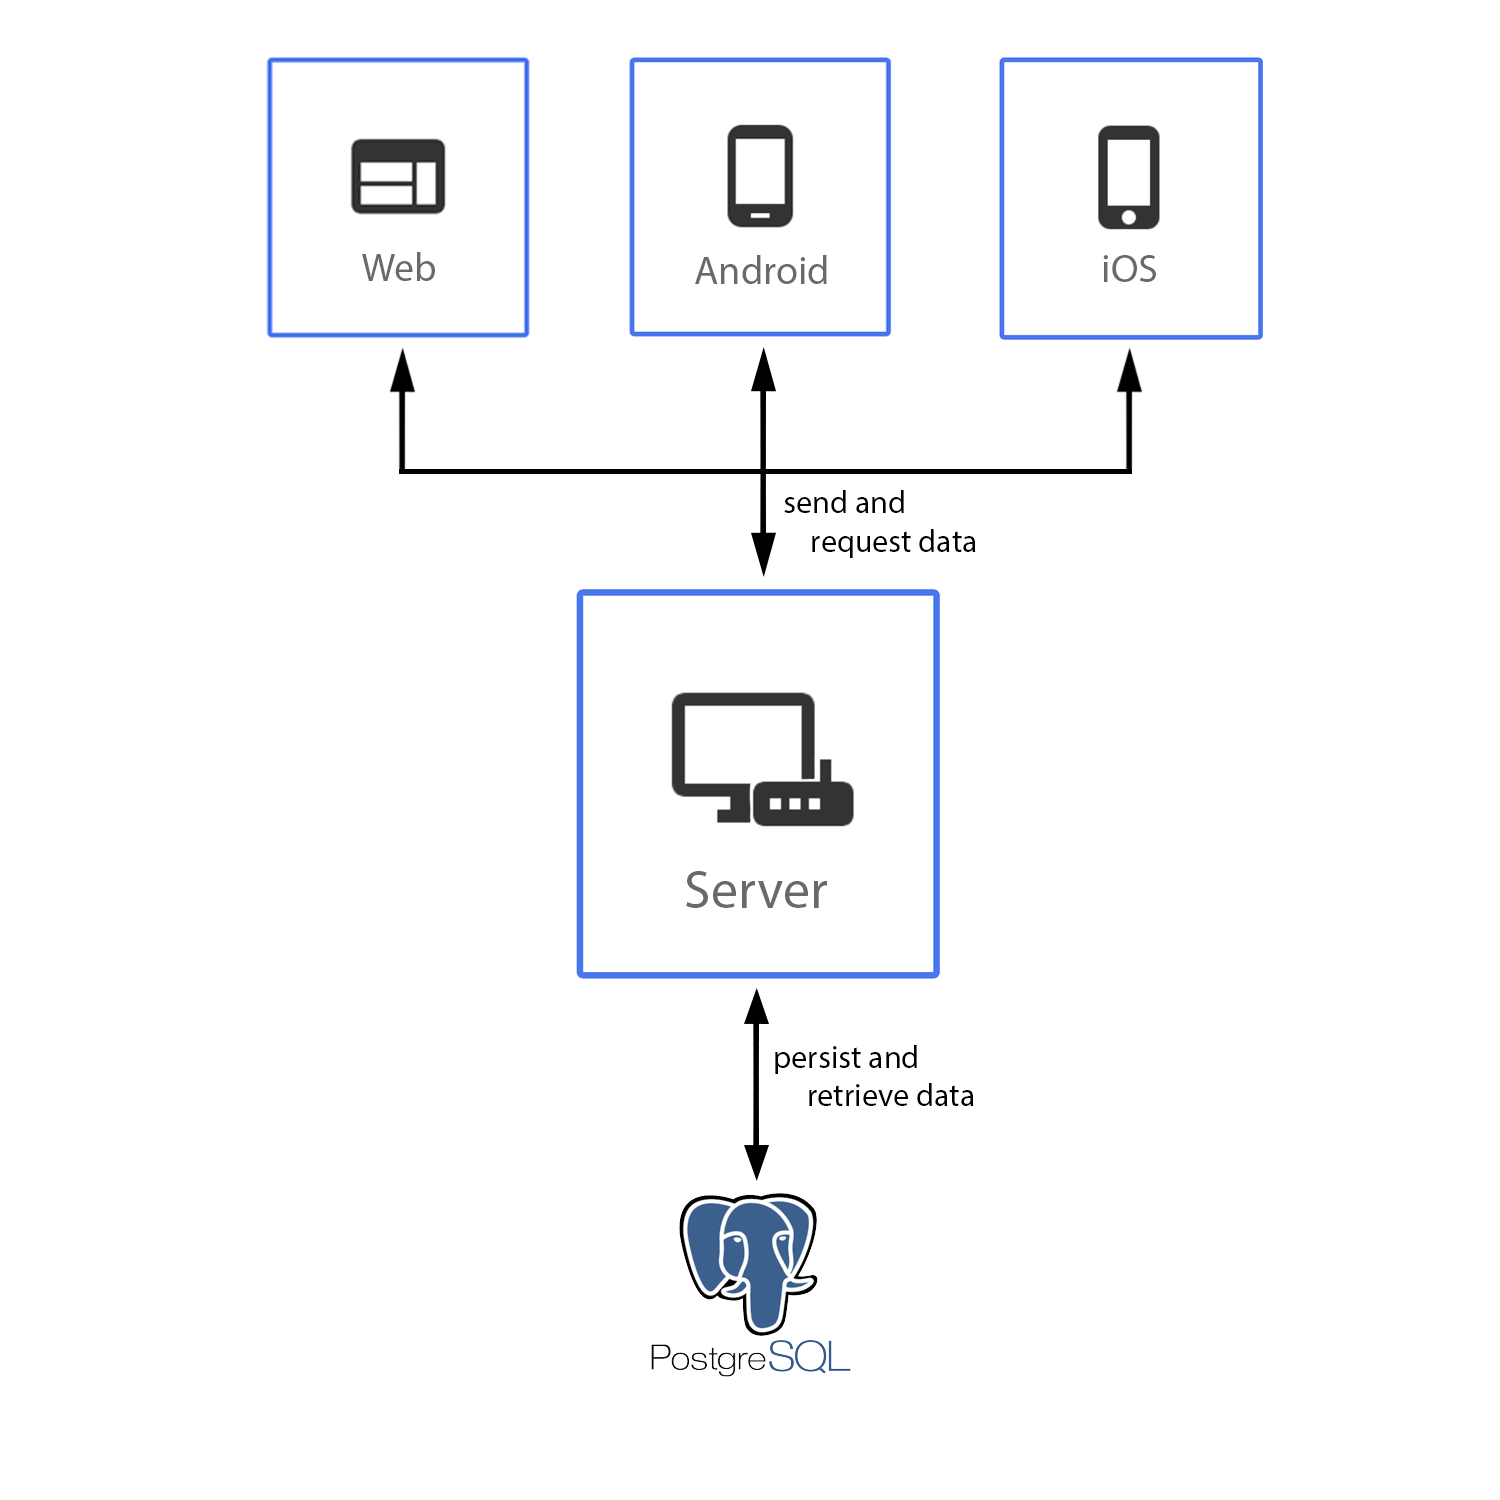 Web
Android
iOS
send and
request data
Server
persist and
retrieve data
PostgreSQL